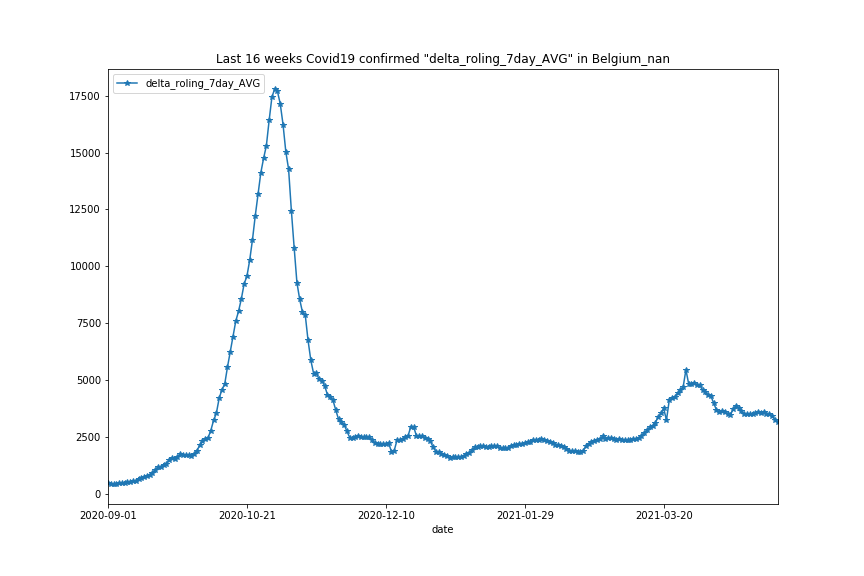 Last 16 weeks Covid19 confirmed "delta_roling_7day_AVG" in Belgium_nan
delta_roling_7day_AVG
17500
15000
12500
10000
7500
5000
2500
0
2020-09-01 2020-10-21 2020-12-10 2021-01-29 2021-03-20
date